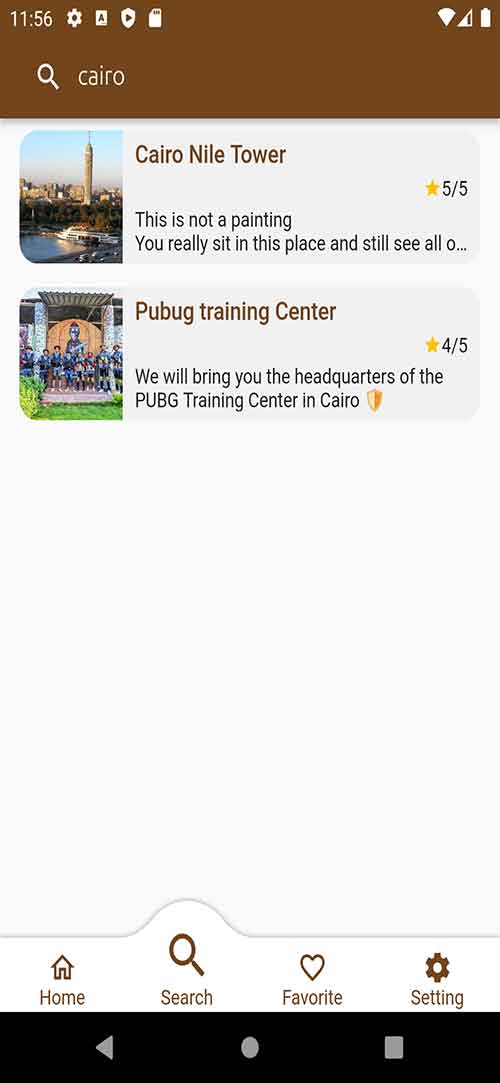 11:56
cairo
Cairo Nile Tower
5/5
This is not a painting
You really sit in this place and still see all o...
Pubug training Center
4/5
We will bring you the headquarters of the
PUBG Training Center in Cairo 🛡
Home
Search
Favorite
Setting